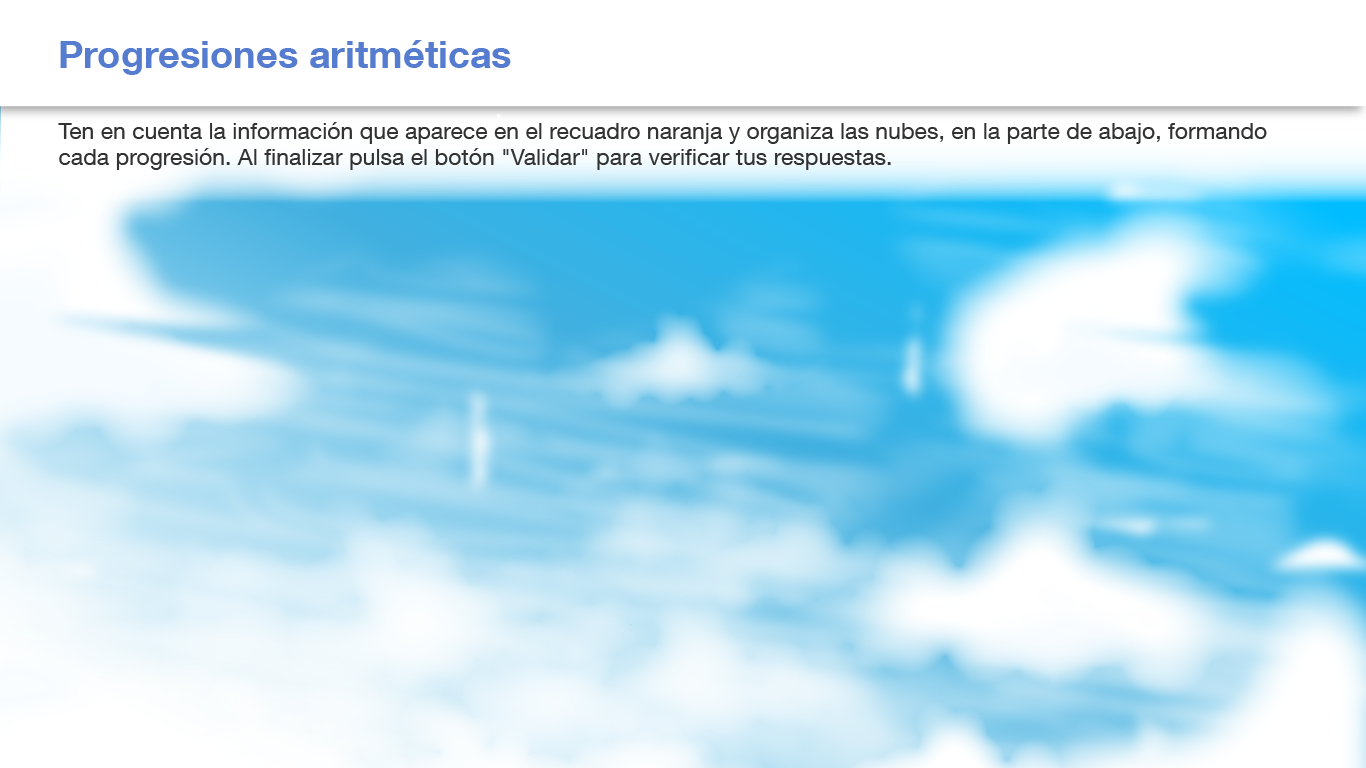 Progresiones aritméticas
Ten en cuenta la información que aparece en el recuadro naranja y organiza las nubes, en la parte de abajo, formando
cada progresión. Al finalizar pulsa el botón "Validar" para verificar tus respuestas.